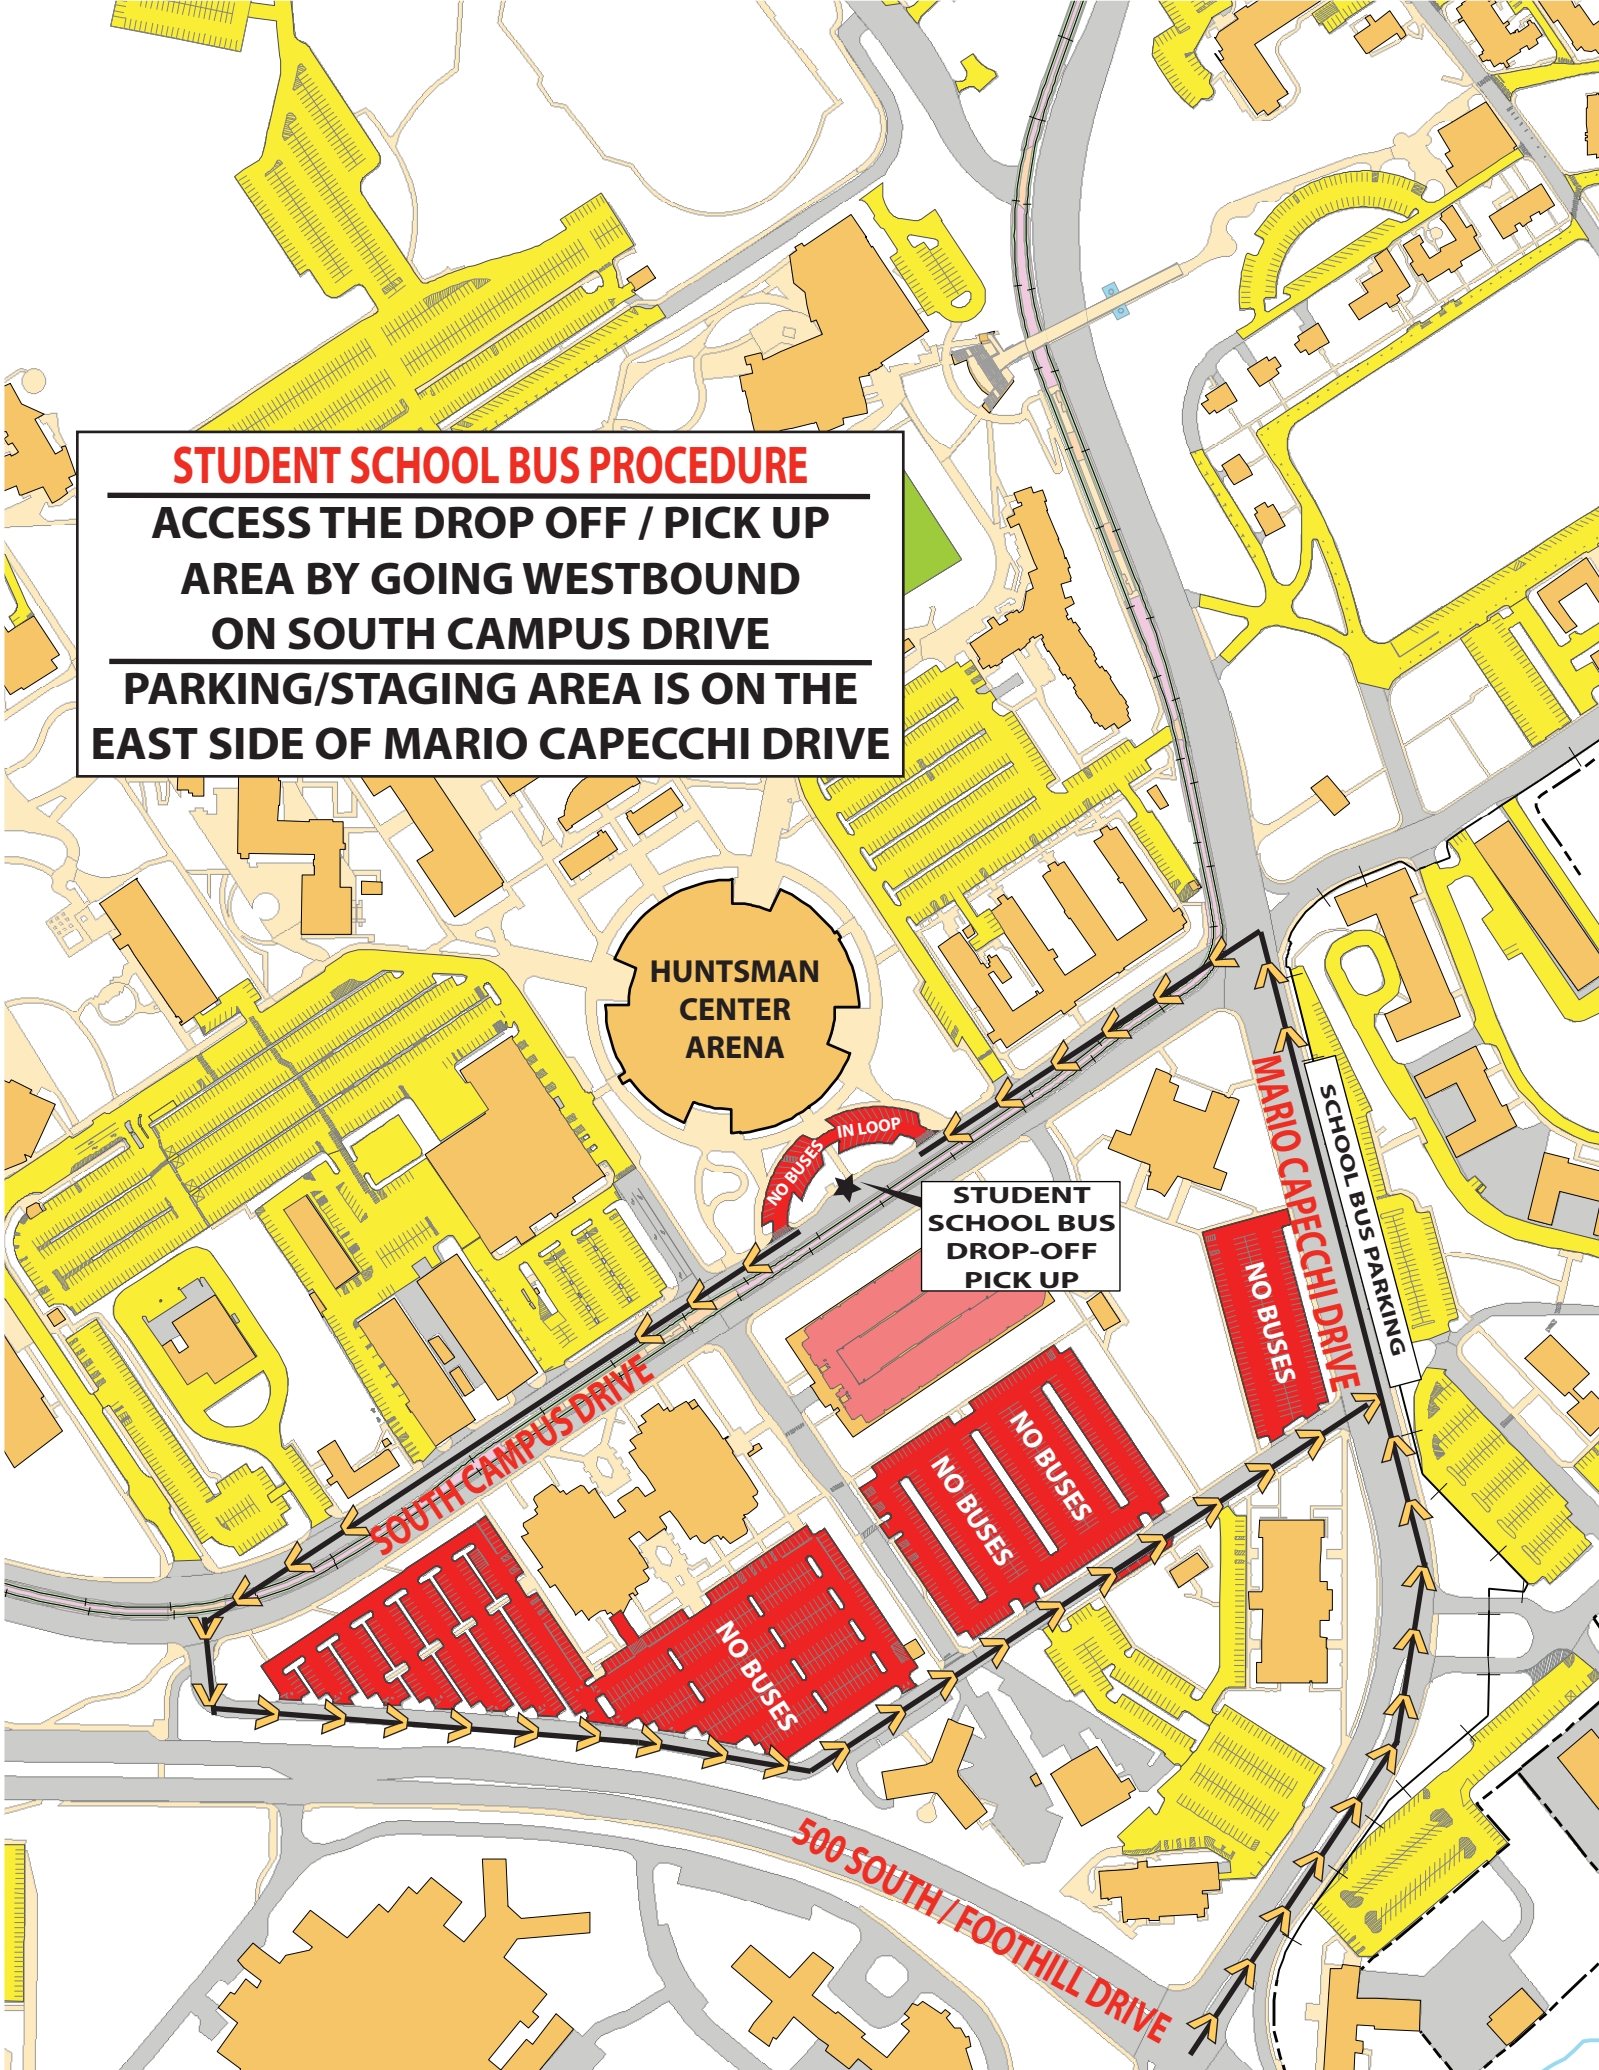 STUDENT SCHOOL BUS PROCEDURE
ACCESS THE DROP OFF / PICK UP
AREA BY GOING WESTBOUND
ON SOUTH CAMPUS DRIVE
PARKING/STAGING AREA IS ON THE
EAST SIDE OF MARIO CAPECCHI DRIVE
HUNTSMAN
CENTER
ARENA
NO BUSES
IN LOOP
STUDENT
SCHOOL BUS
DROP-OFF
PICK UP
MARIO CAPECCHI DRIVE
SCHOOL BUS PARKING
NO BUSES
SOUTH CAMPUS DRIVE
NO BUSES
NO BUSES
NO BUSES
500 SOUTH / FOOTHILL DRIVE